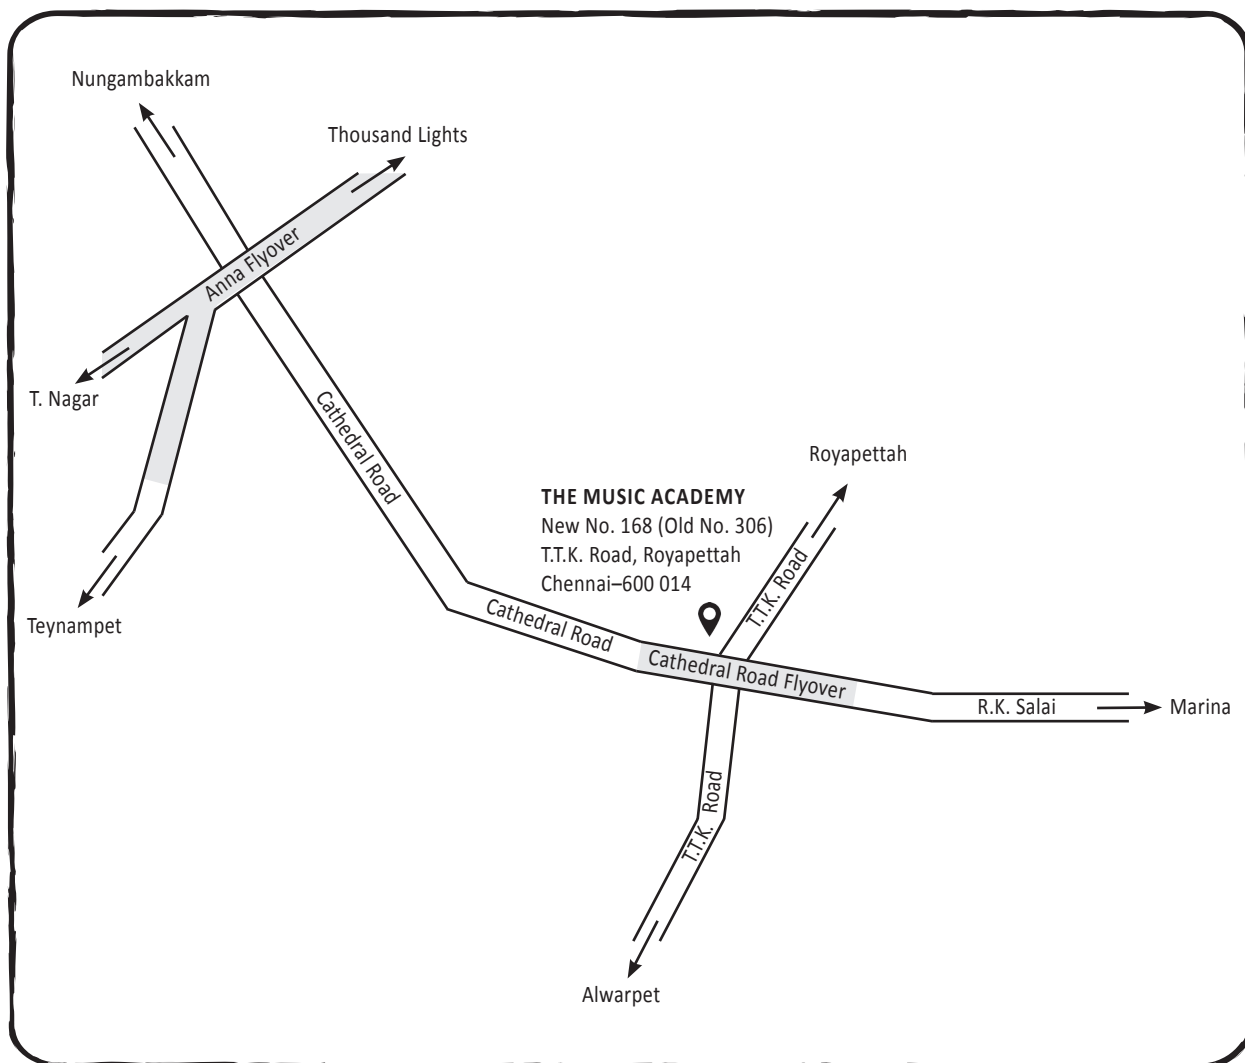 Nungambakkam
Thousand Lights
Anna Flyover
T. Nagar
Cathedral Road
Royapettah
THE MUSIC ACADEMY
New No. 168 (Old No. 306)
T.T.K. Road, Royapettah
Chennai–600 014
T.T.K. Road
Teynampet
Cathedral Road
Cathedral Road Flyover
R.K. Salai
Marina
T.T.K. Road
Alwarpet